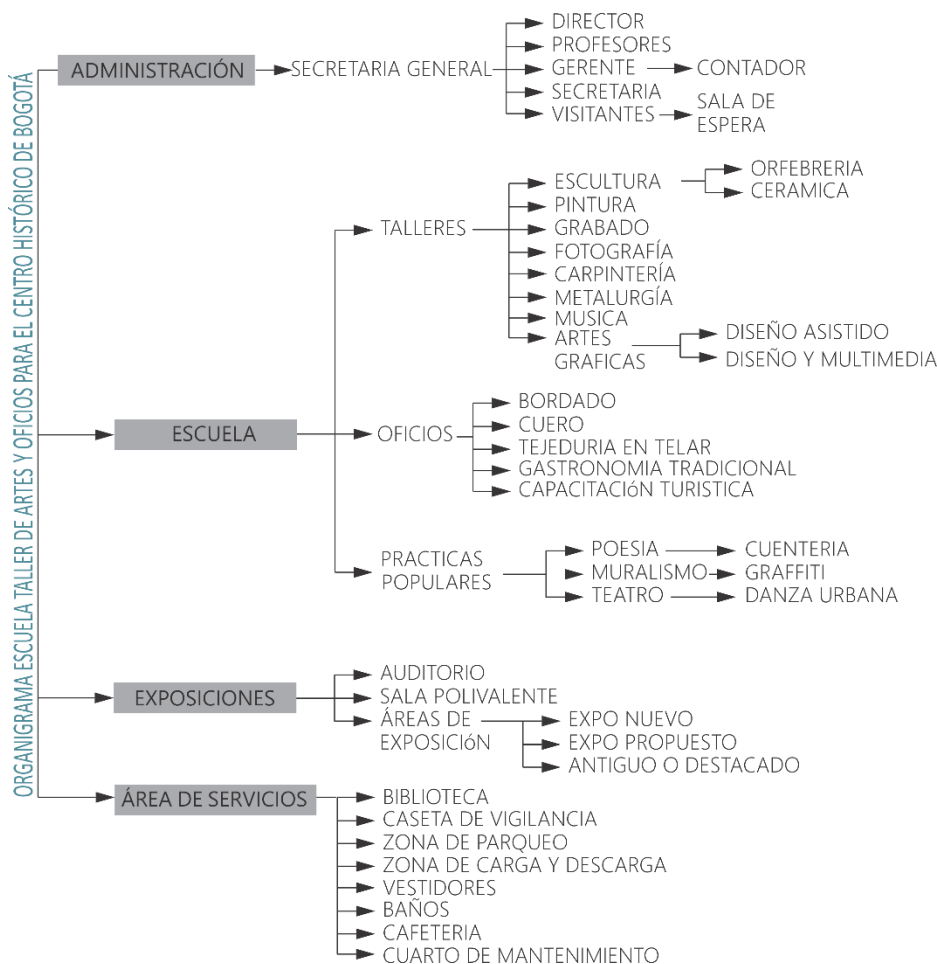 ORGANIGRAMA ESCUELA TALLER DE ARTES Y OFICIOS PARA EL CENTRO HISTÓRICO DE BOGOTÁ
ADMINISTRACIÓN
SECRETARIA GENERAL
DIRECTOR
PROFESORES
GERENTE
CONTADOR
SECRETARIA
VISITANTES
SALA DE
ESPERA
ESCUELA
TALLERES
ESCULTURA
ORFEBRERIA
CERAMICA
PINTURA
GRABADO
FOTOGRAFÍA
CARPINTERÍA
METALURGÍA
MUSICA
ARTES
GRAFICAS
DISEÑO ASISTIDO
DISEÑO Y MULTIMEDIA
OFICIOS
BORDADO
CUERO
TEJEDURIA EN TELAR
GASTRONOMIA TRADICIONAL
CAPACITACIóN TURISTICA
PRACTICAS
POPULARES
POESIA
CUENTERIA
MURALISMO
GRAFFITI
TEATRO
DANZA URBANA
EXPOSICIONES
AUDITORIO
SALA POLIVALENTE
ÁREAS DE
EXPOSICIóN
EXPO NUEVO
EXPO PROPUESTO
ANTIGUO O DESTACADO
ÁREA DE SERVICIOS
BIBLIOTECA
CASETA DE VIGILANCIA
ZONA DE PARQUEO
ZONA DE CARGA Y DESCARGA
VESTIDORES
BAÑOS
CAFETERIA
CUARTO DE MANTENIMIENTO